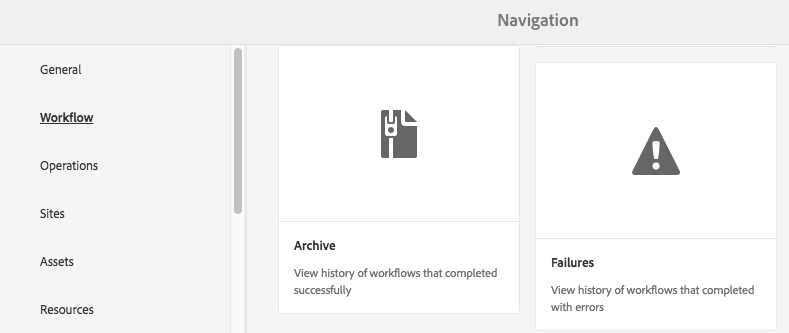 Navigation
General
Workflow
Operations
Sites
Assets
Resources
Archive
View history of workflows that completed
successfully
Failures
View history of workflows that completed
with errors